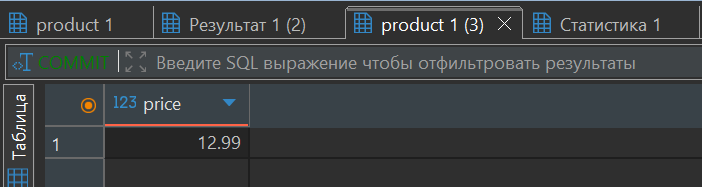 product 1
Результат 1 (2)
product 1 (3)
Статистика 1
COMMIT
Введите SQL выражение чтобы отфильтровать результаты
Таблица
123 price
1
12.99